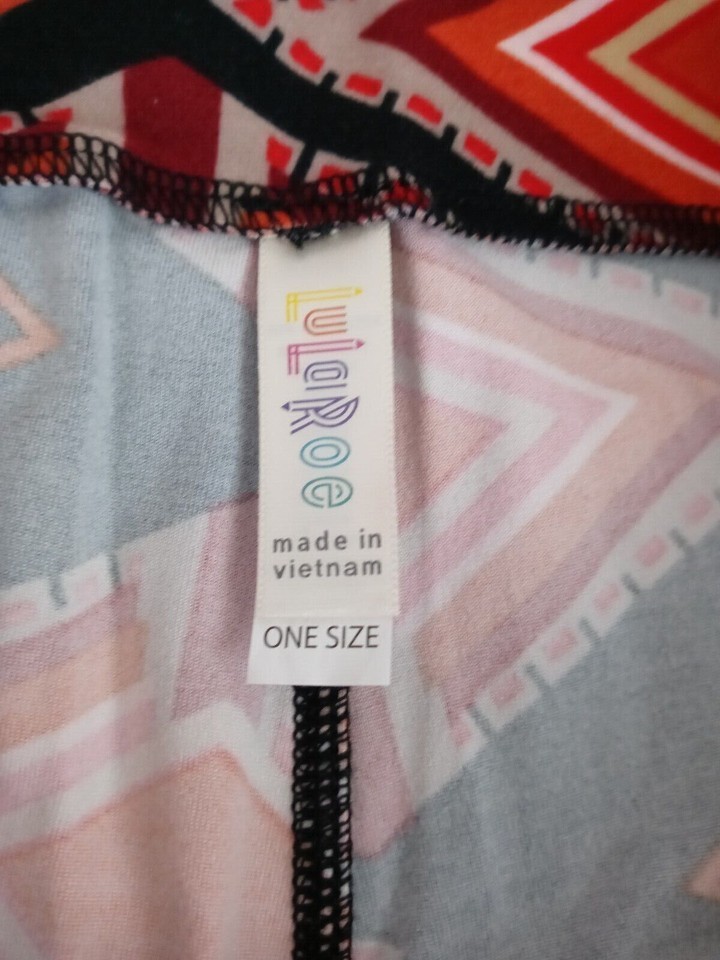 LuLaRoe
made in
vietnam
ONE SIZE